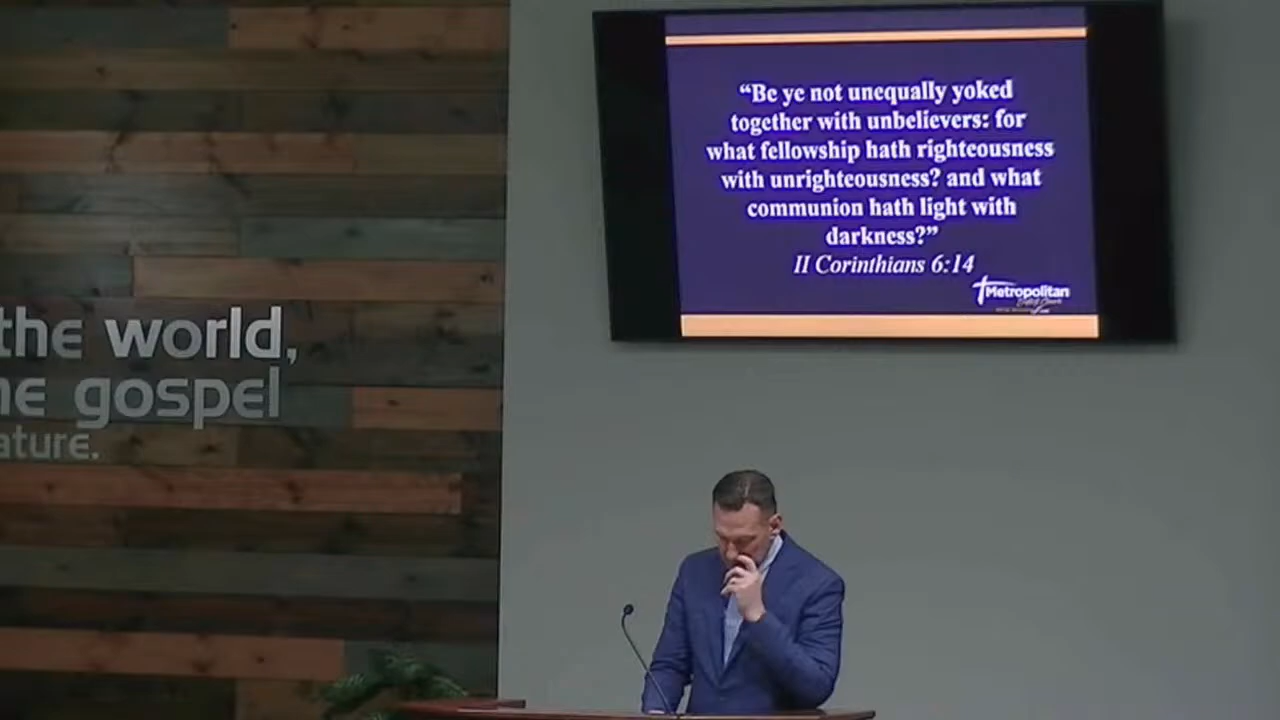 “Be ye not unequally yoked
together with unbelievers: for
what fellowship hath righteousness
with unrighteousness? and what
communion hath light with
darkness?”
II Corinthians 6:14
Metropolitan
the world,
gospel